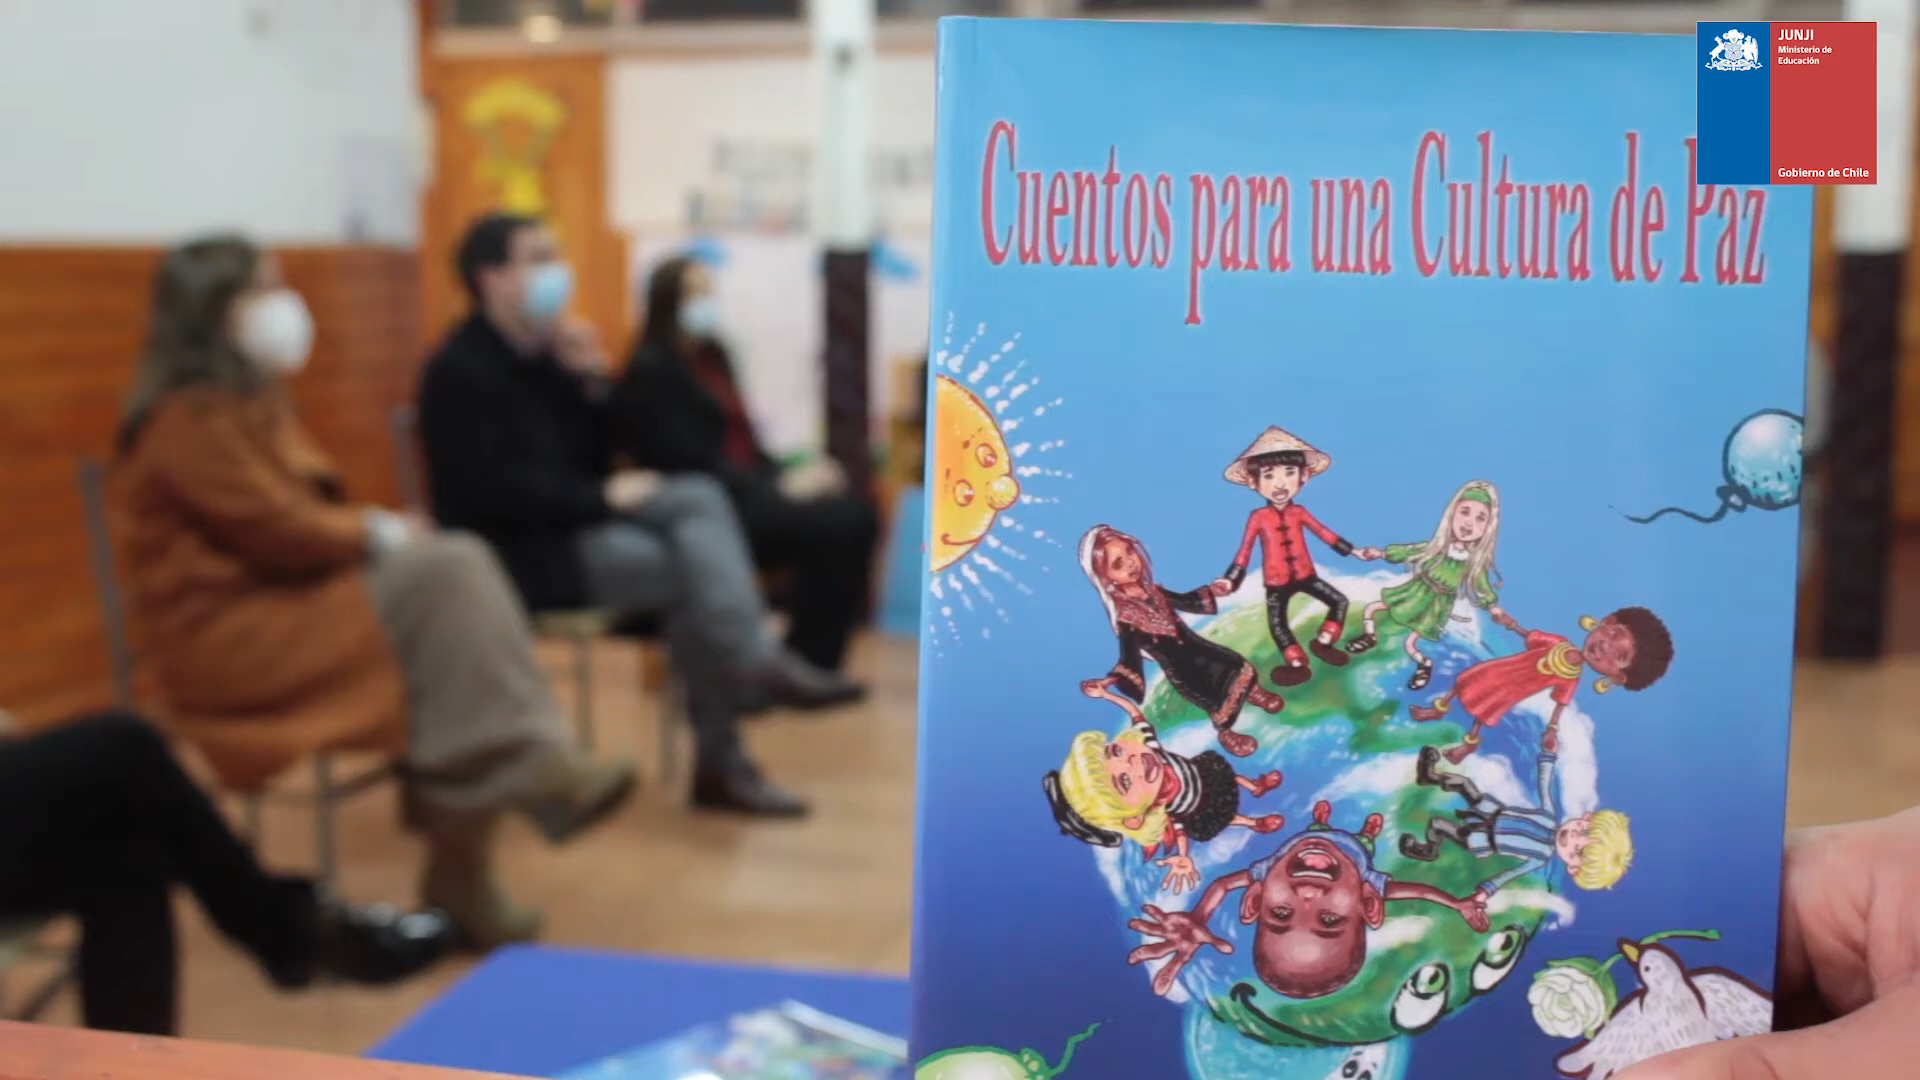 Cuentos para una Cultura de Paz
JUNJI
Ministerio de
Educación
Gobierno de Chile